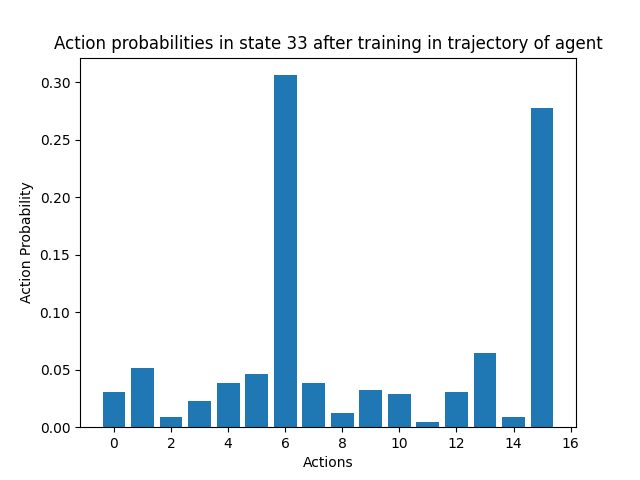 Action probabilities in state 33 after training in trajectory of agent
0.30
0.25
0.20
0.15
0.10
0.05
0.00
Action Probability
0 2 4 6 8 10 12 14 16
Actions